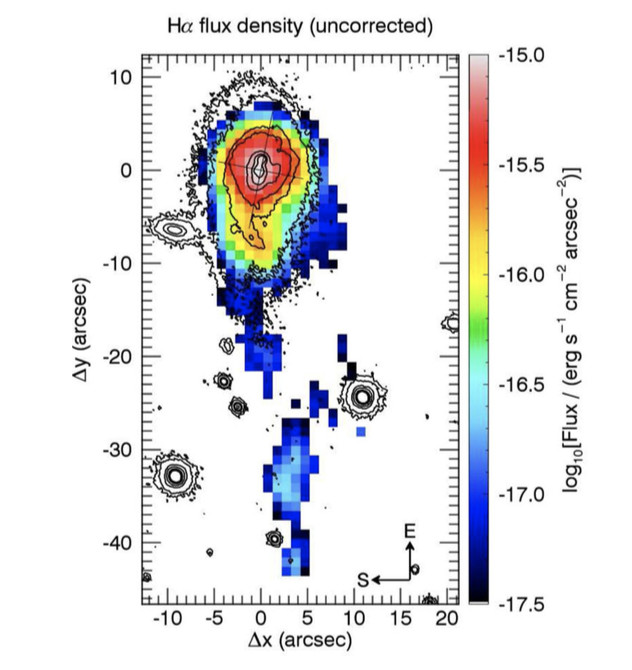 Hα flux density (uncorrected)
10
0
-10
-20
-30
-40
Δy (arcsec)
-10 -5 0 5 10 15 20
Δx (arcsec)
E
S
-15.0
-15.5
-16.0
-16.5
-17.0
-17.5
log₁₀[Flux / (erg s⁻¹ cm⁻² arcsec⁻²)]